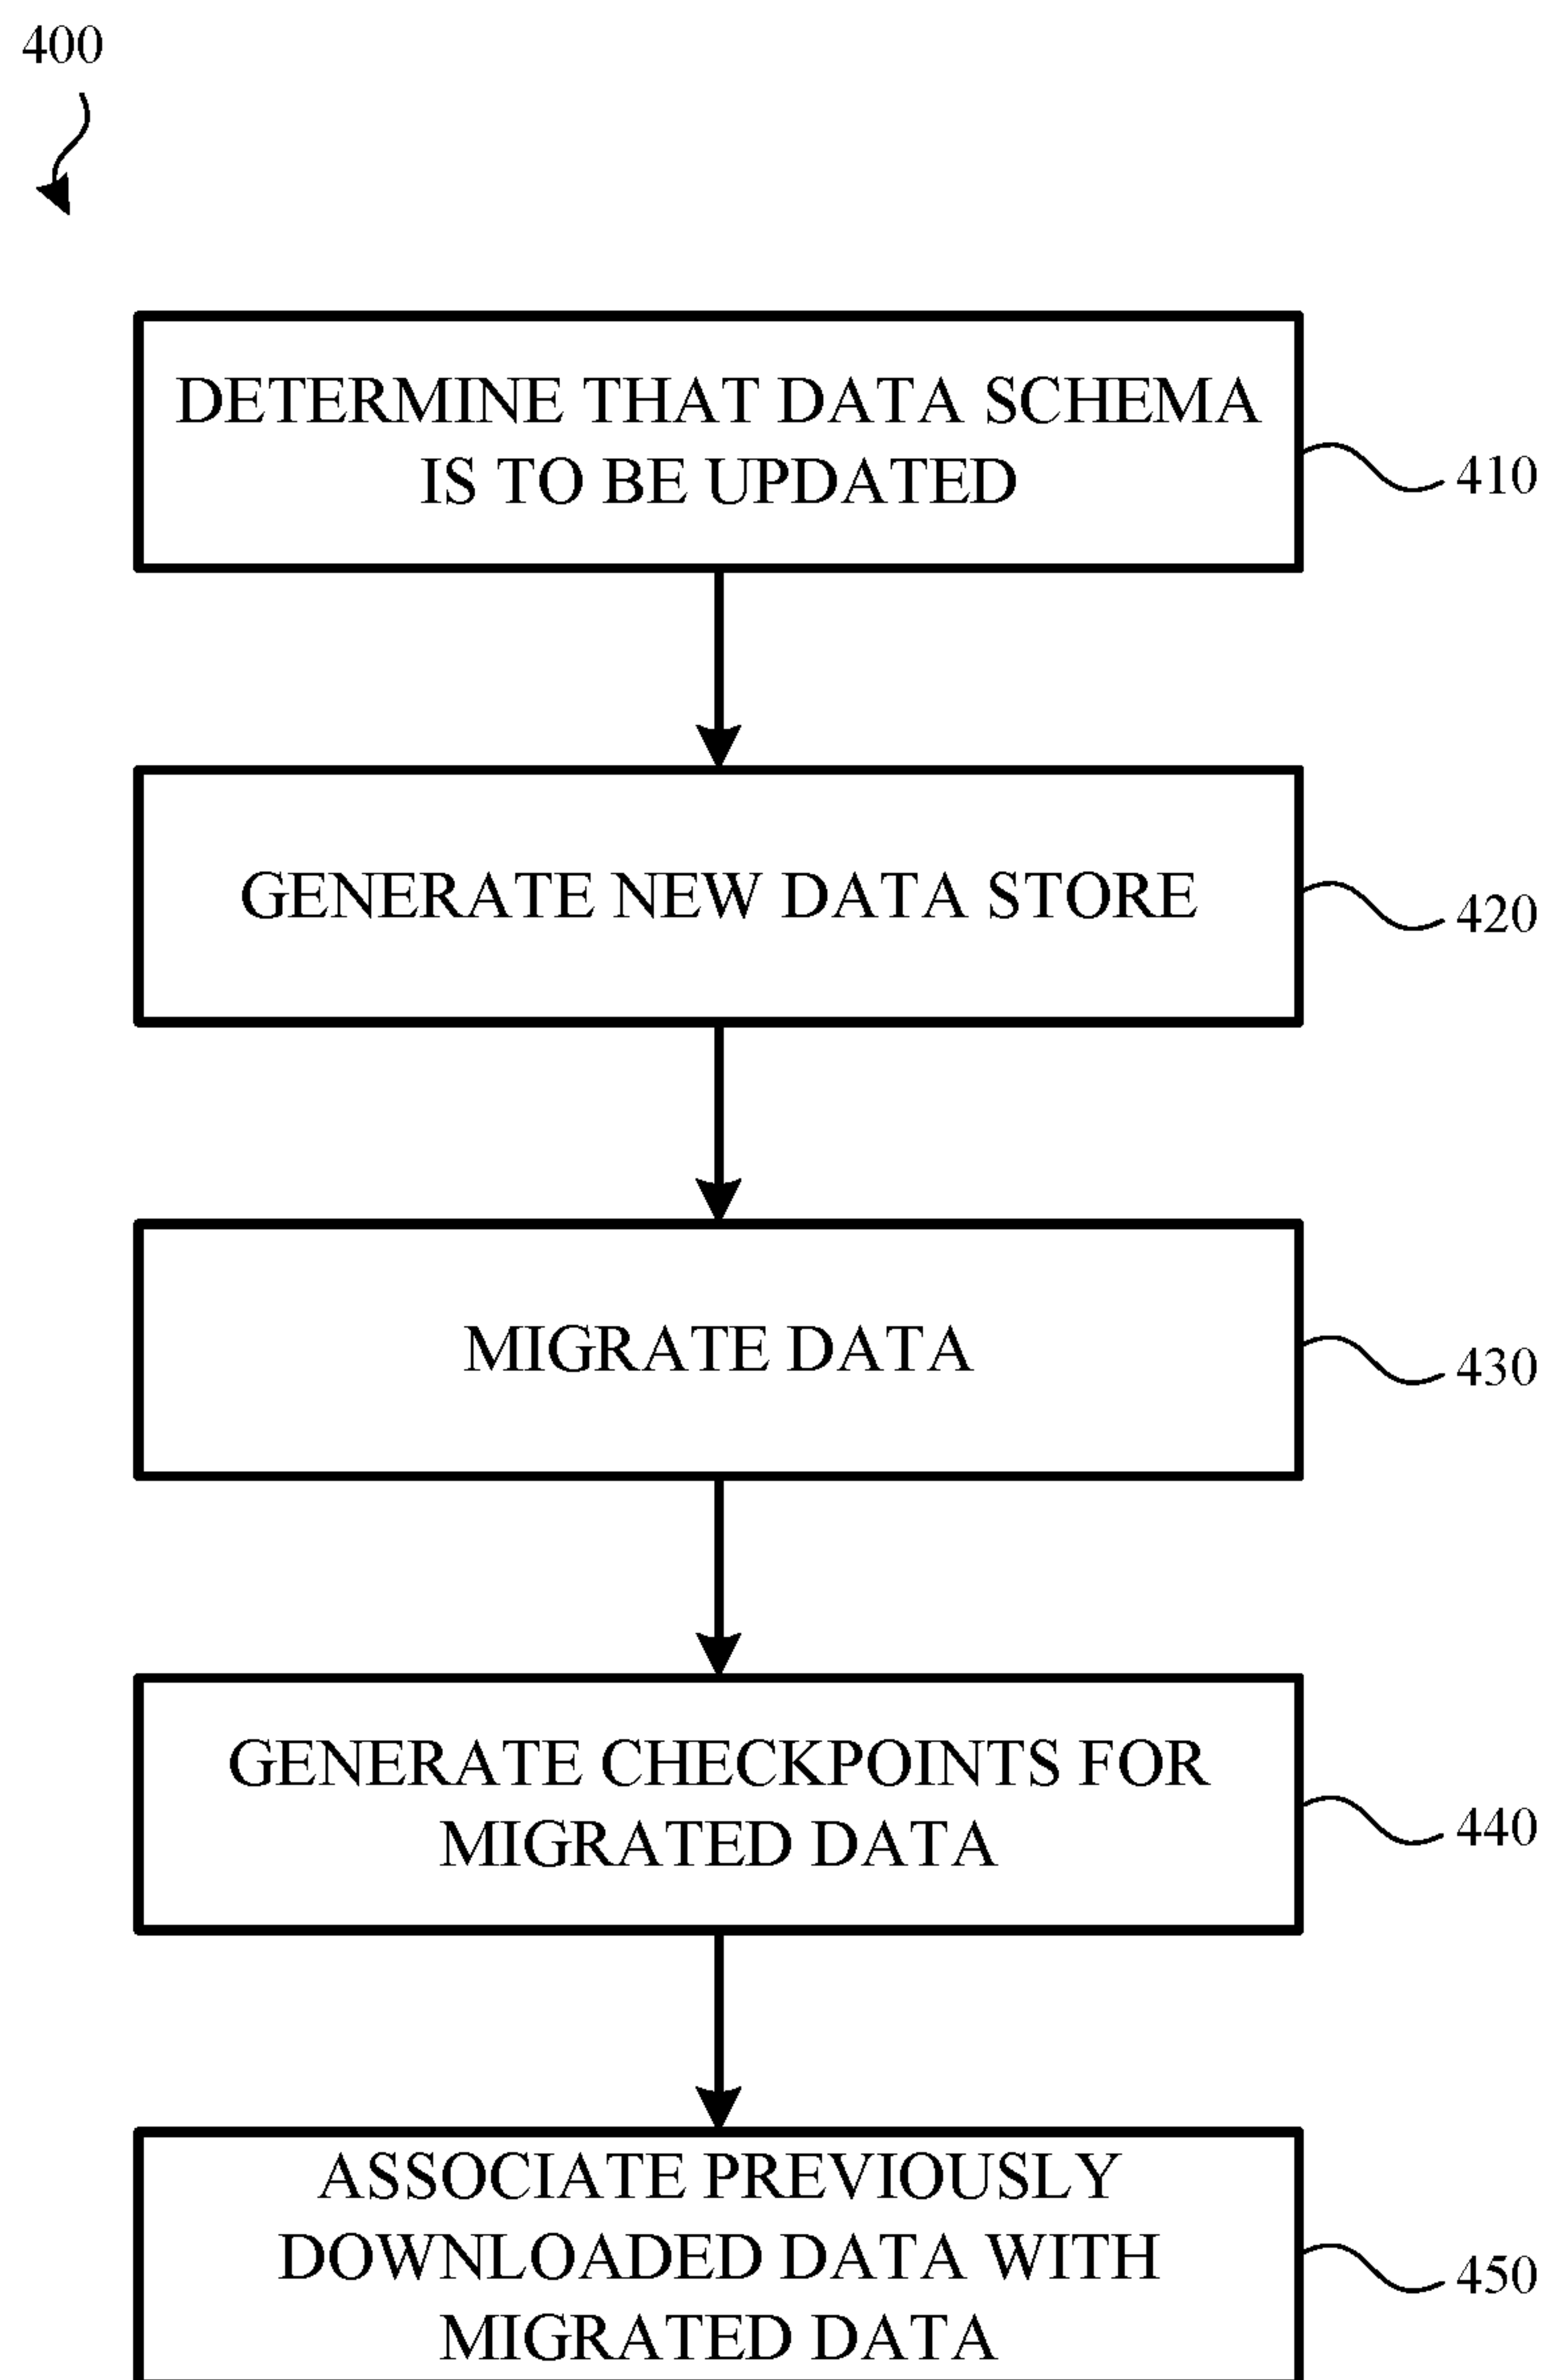 400
DETERMINE THAT DATA SCHEMA
IS TO BE UPDATED
410
GENERATE NEW DATA STORE
420
MIGRATE DATA
430
GENERATE CHECKPOINTS FOR
MIGRATED DATA
440
ASSOCIATE PREVIOUSLY
DOWNLOADED DATA WITH
MIGRATED DATA
450